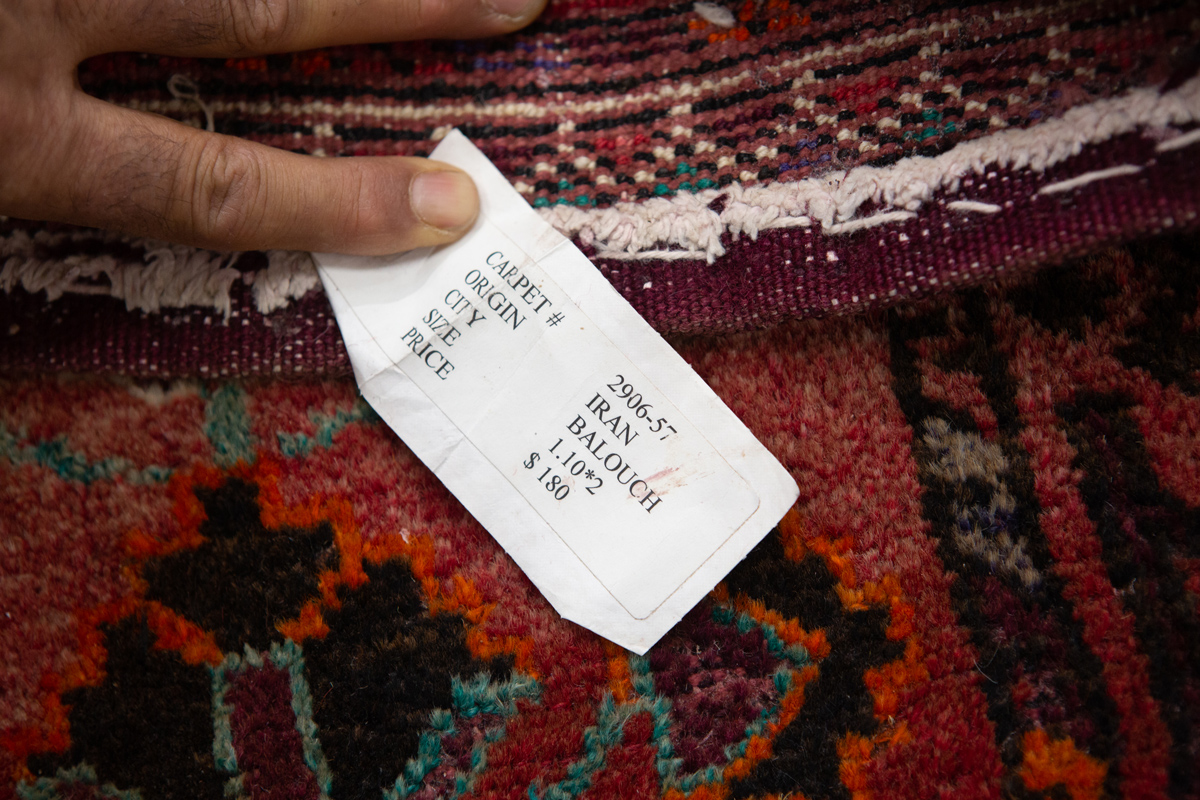 CARPET # 2906-57
ORIGIN IRAN
CITY BALOUCH
SIZE 1.10*2
PRICE $ 180